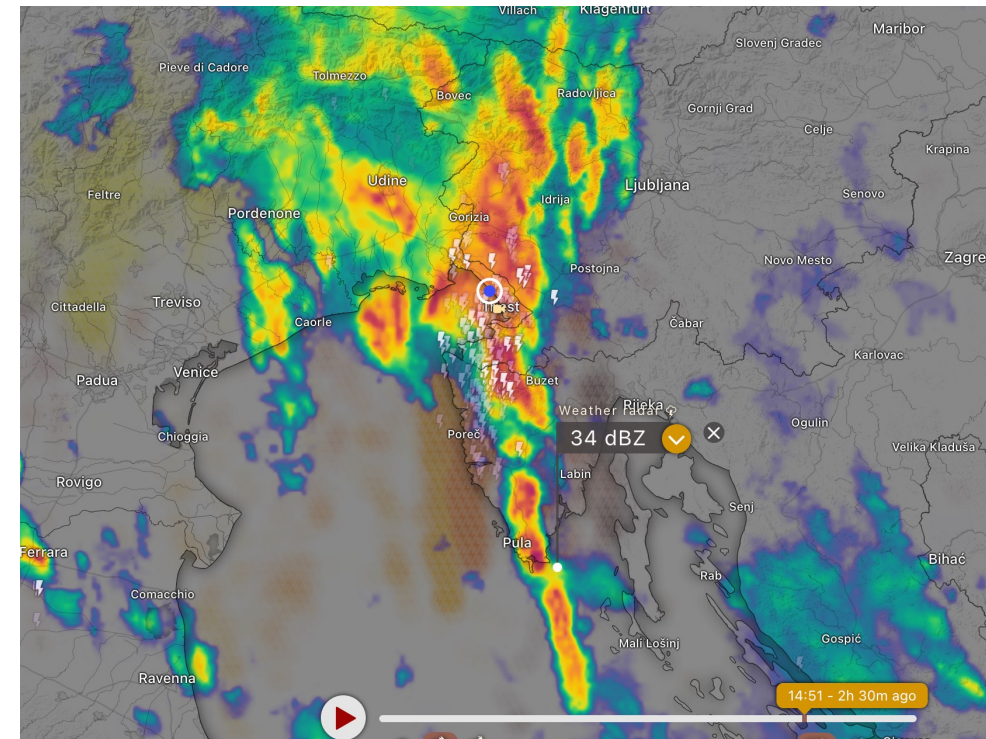 Villach
Klagenfurt
Maribor
Slovenj Gradec
Pieve di Cadore
Tolmezzo
Bovec
Radovljica
Gornji Grad
Celje
Krapina
Feltre
Udine
Ljubljana
Senovo
Idrija
Pordenone
Gorizia
Postojna
Novo Mesto
Zagre
Cittadella
Treviso
Caorle
Čabar
Karlovac
Padua
Venice
Buzet
Rijeka
Weather radar
34 dBZ
Ogulin
Poreč
Chioggia
Velika Kladuša
Labin
Rovigo
Senj
Pula
Ferrara
Bihać
Rab
Comacchio
Mali Lošinj
Gospić
Ravenna
14:51 - 2h 30m ago